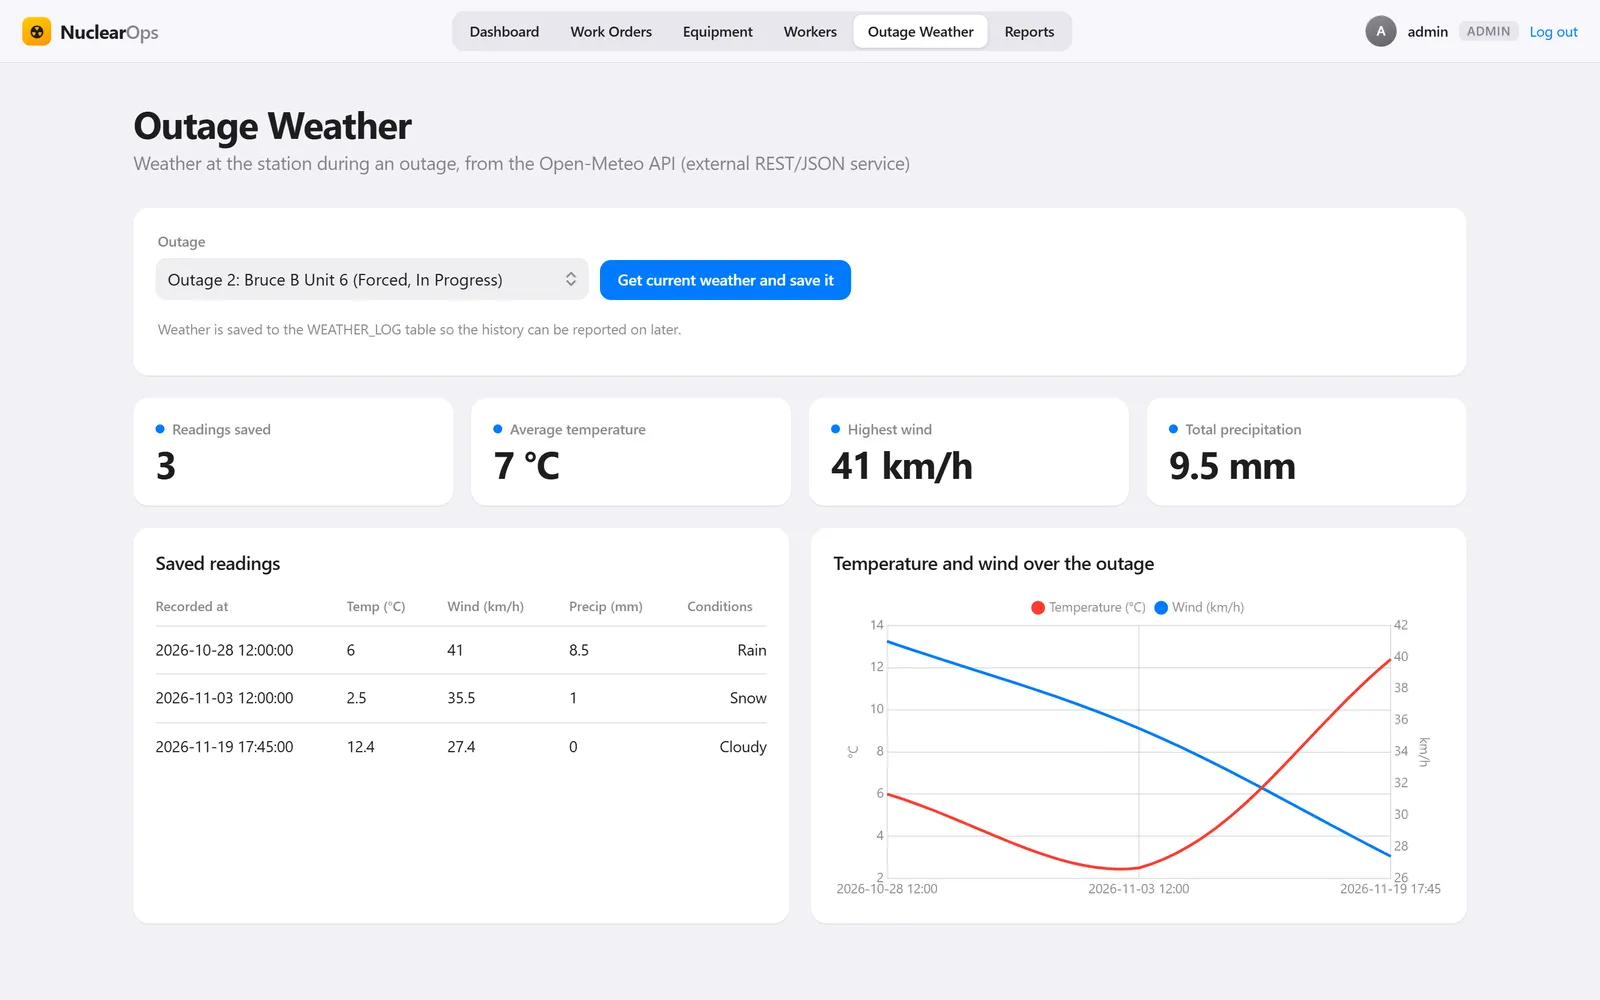 NuclearOps
Dashboard Work Orders Equipment Workers Outage Weather Reports
A admin ADMIN Log out
Outage Weather
Weather at the station during an outage, from the Open-Meteo API (external REST/JSON service)
Outage
Outage 2: Bruce B Unit 6 (Forced, In Progress)
Get current weather and save it
Weather is saved to the WEATHER_LOG table so the history can be reported on later.
Readings saved
3
Average temperature
7 °C
Highest wind
41 km/h
Total precipitation
9.5 mm
Saved readings
Recorded at Temp (°C) Wind (km/h) Precip (mm) Conditions
2026-10-28 12:00:00 6 41 8.5 Rain
2026-11-03 12:00:00 2.5 35.5 1 Snow
2026-11-19 17:45:00 12.4 27.4 0 Cloudy
Temperature and wind over the outage
Temperature (°C) Wind (km/h)
14
12
10
8
6
4
2
°C
42
40
38
36
34
32
30
28
26
km/h
2026-10-28 12:00 2026-11-03 12:00 2026-11-19 17:45